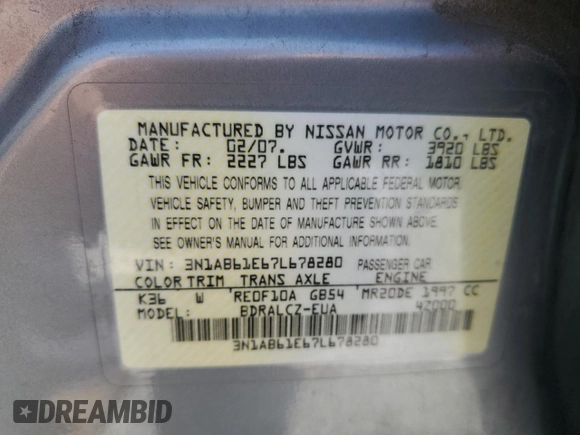 MANUFACTURED BY NISSAN MOTOR CO., LTD.
DATE: 02/07. GVWR: 3920 LBS
GAWR FR: 2227 LBS GAWR RR: 1810 LBS
THIS VEHICLE CONFORMS TO ALL APPLICABLE FEDERAL MOTOR
VEHICLE SAFETY, BUMPER AND THEFT PREVENTION STANDARDS
IN EFFECT ON THE DATE OF MANUFACTURE SHOWN ABOVE.
SEE OWNER'S MANUAL FOR ADDITIONAL INFORMATION.
VIN: 3N1AB61E67L678280 PASSENGER CAR
COLOR TRIM TRANS AXLE ENGINE
K36 W RE0F10A GB54 MR20DE 1997 CC
MODEL: BDRALCZ-EUA 4Z000
3N1AB61E67L678280
DREAMBID